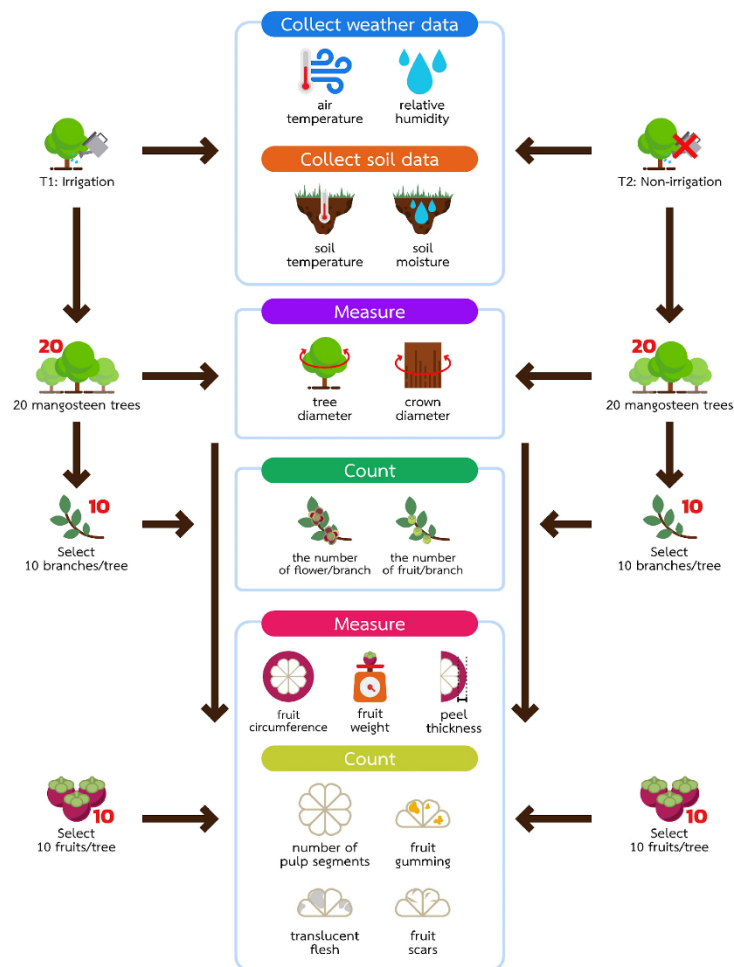 Collect weather data
air
temperature
relative
humidity
T1: Irrigation
Collect soil data
T2: Non-irrigation
soil
temperature
soil
moisture
Measure
20
20 mangosteen trees
tree
diameter
crown
diameter
20
20 mangosteen trees
Count
10
Select
10 branches/tree
the number
of flower/branch
the number
of fruit/branch
10
Select
10 branches/tree
Measure
fruit
circumference
fruit
weight
peel
thickness
Count
10
Select
10 fruits/tree
number of
pulp segments
fruit
gumming
10
Select
10 fruits/tree
translucent
flesh
fruit
scars